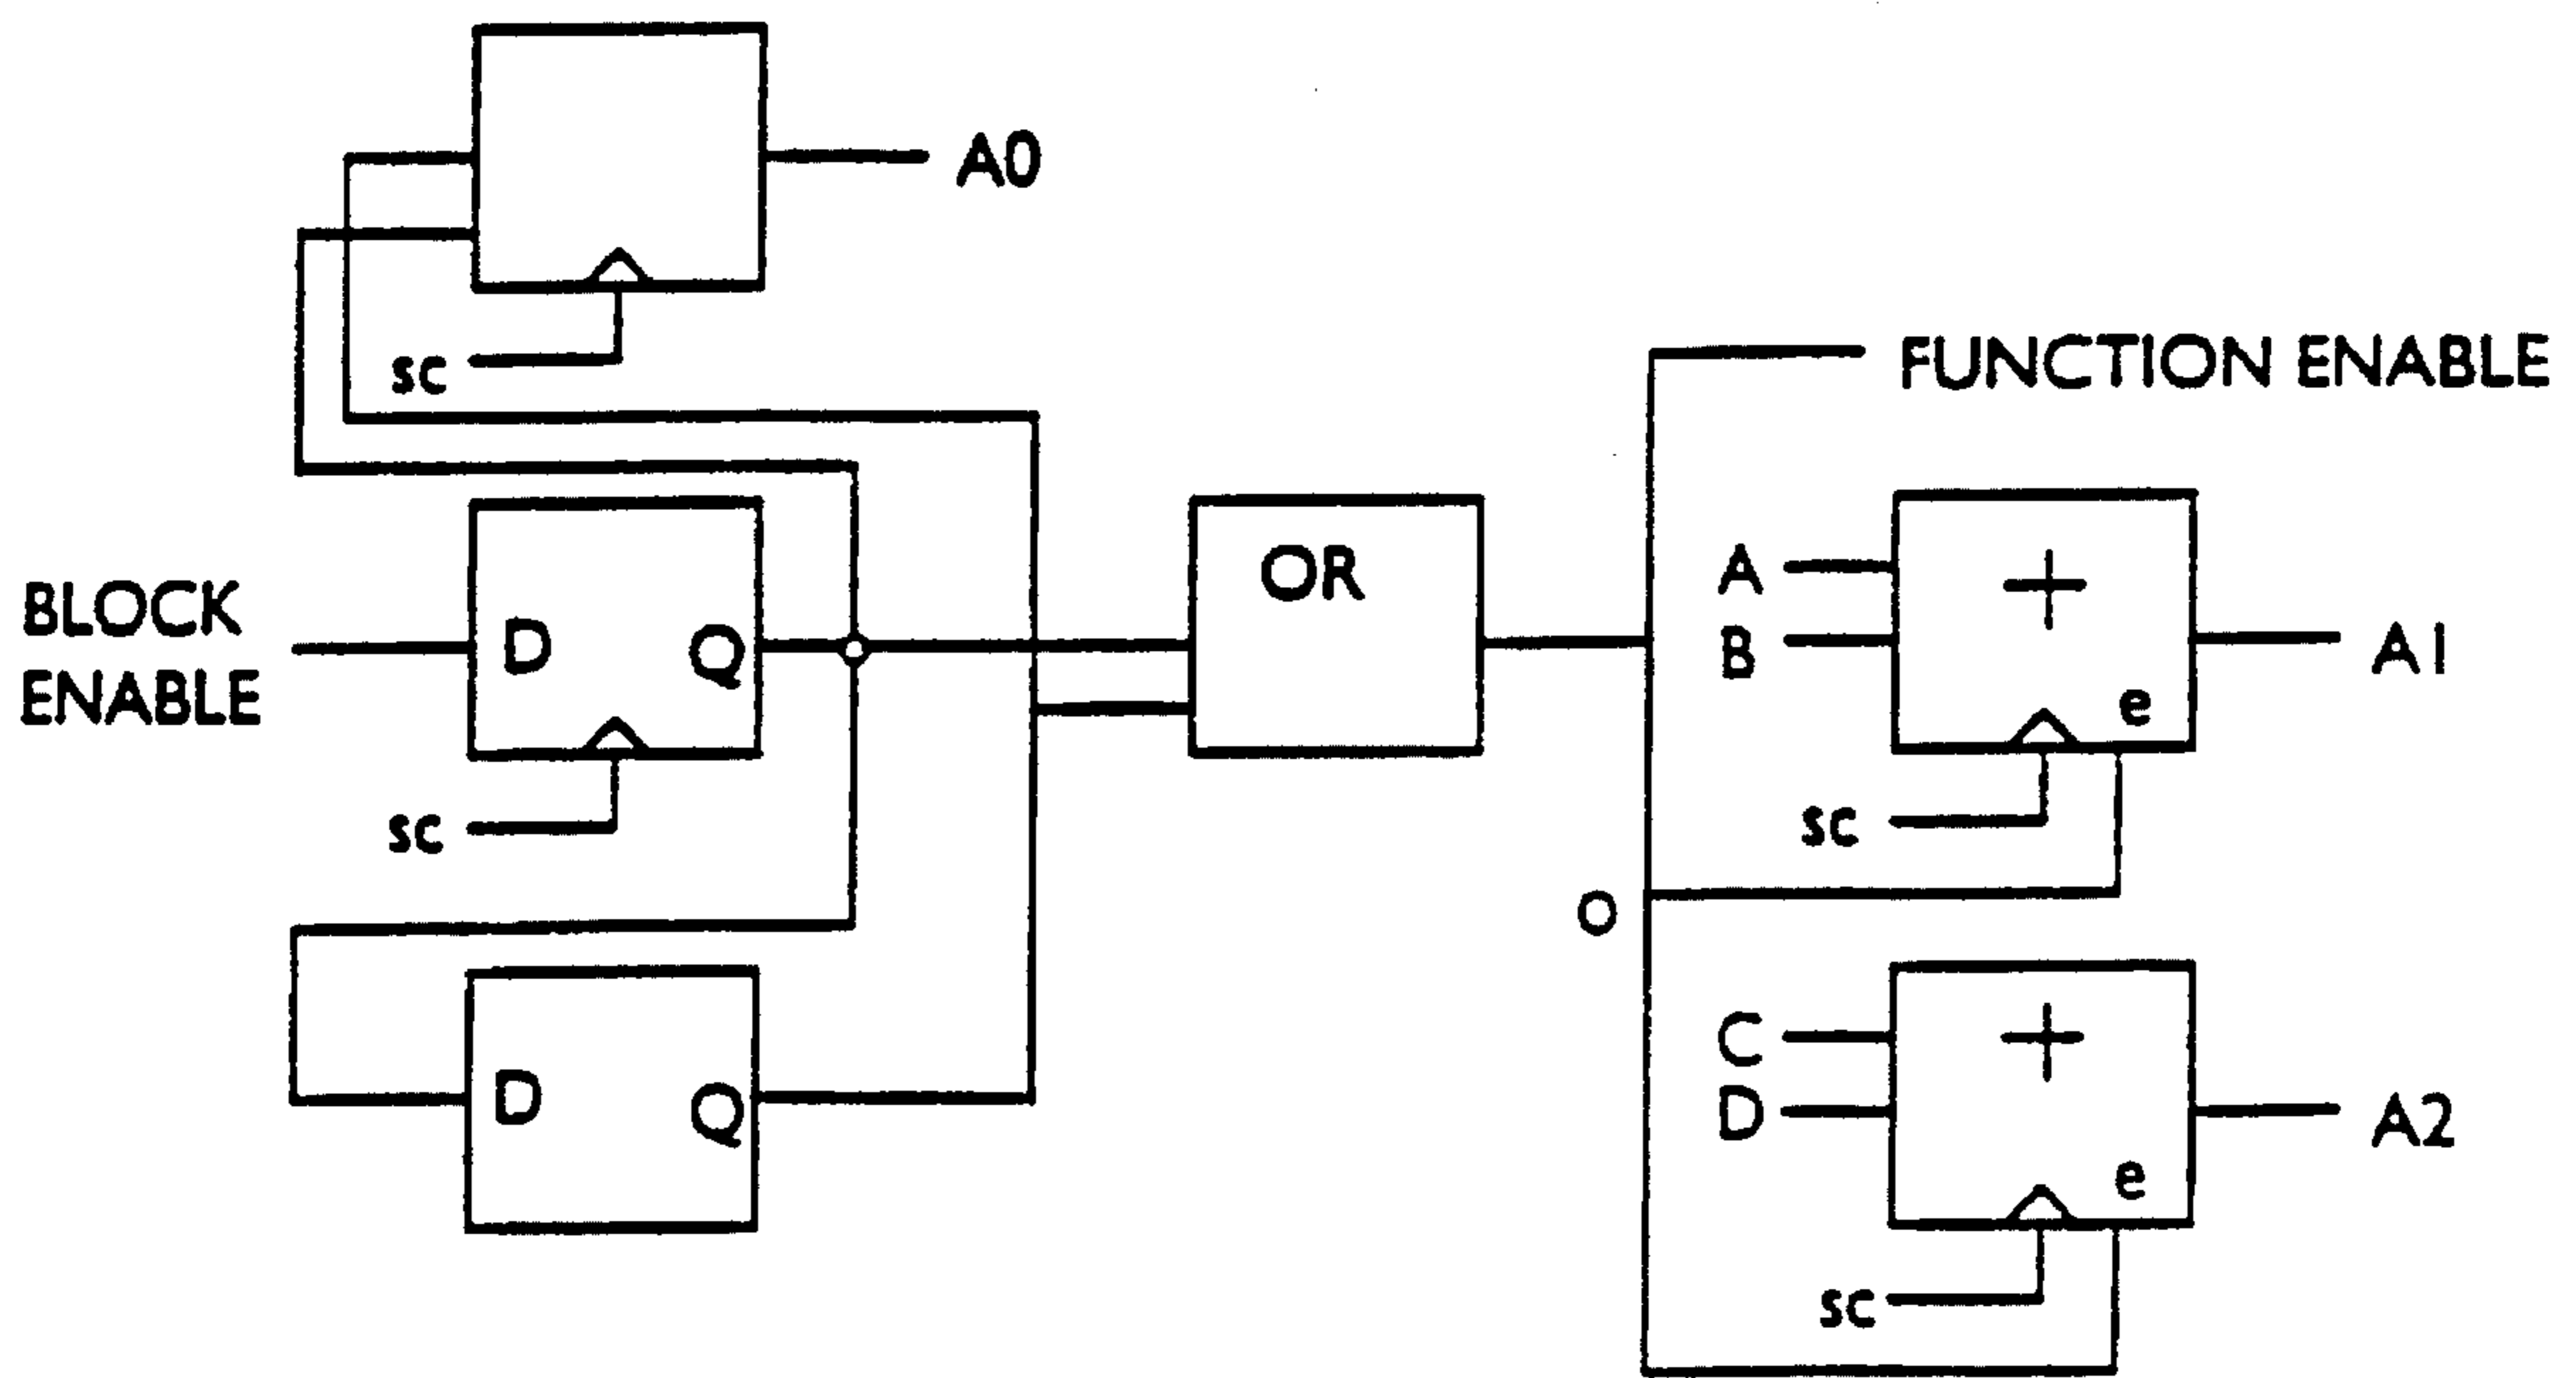 A0
sc
FUNCTION ENABLE
BLOCK
ENABLE
D
Q
sc
OR
A
B
+
e
A1
sc
O
D
Q
C
D
+
e
A2
sc